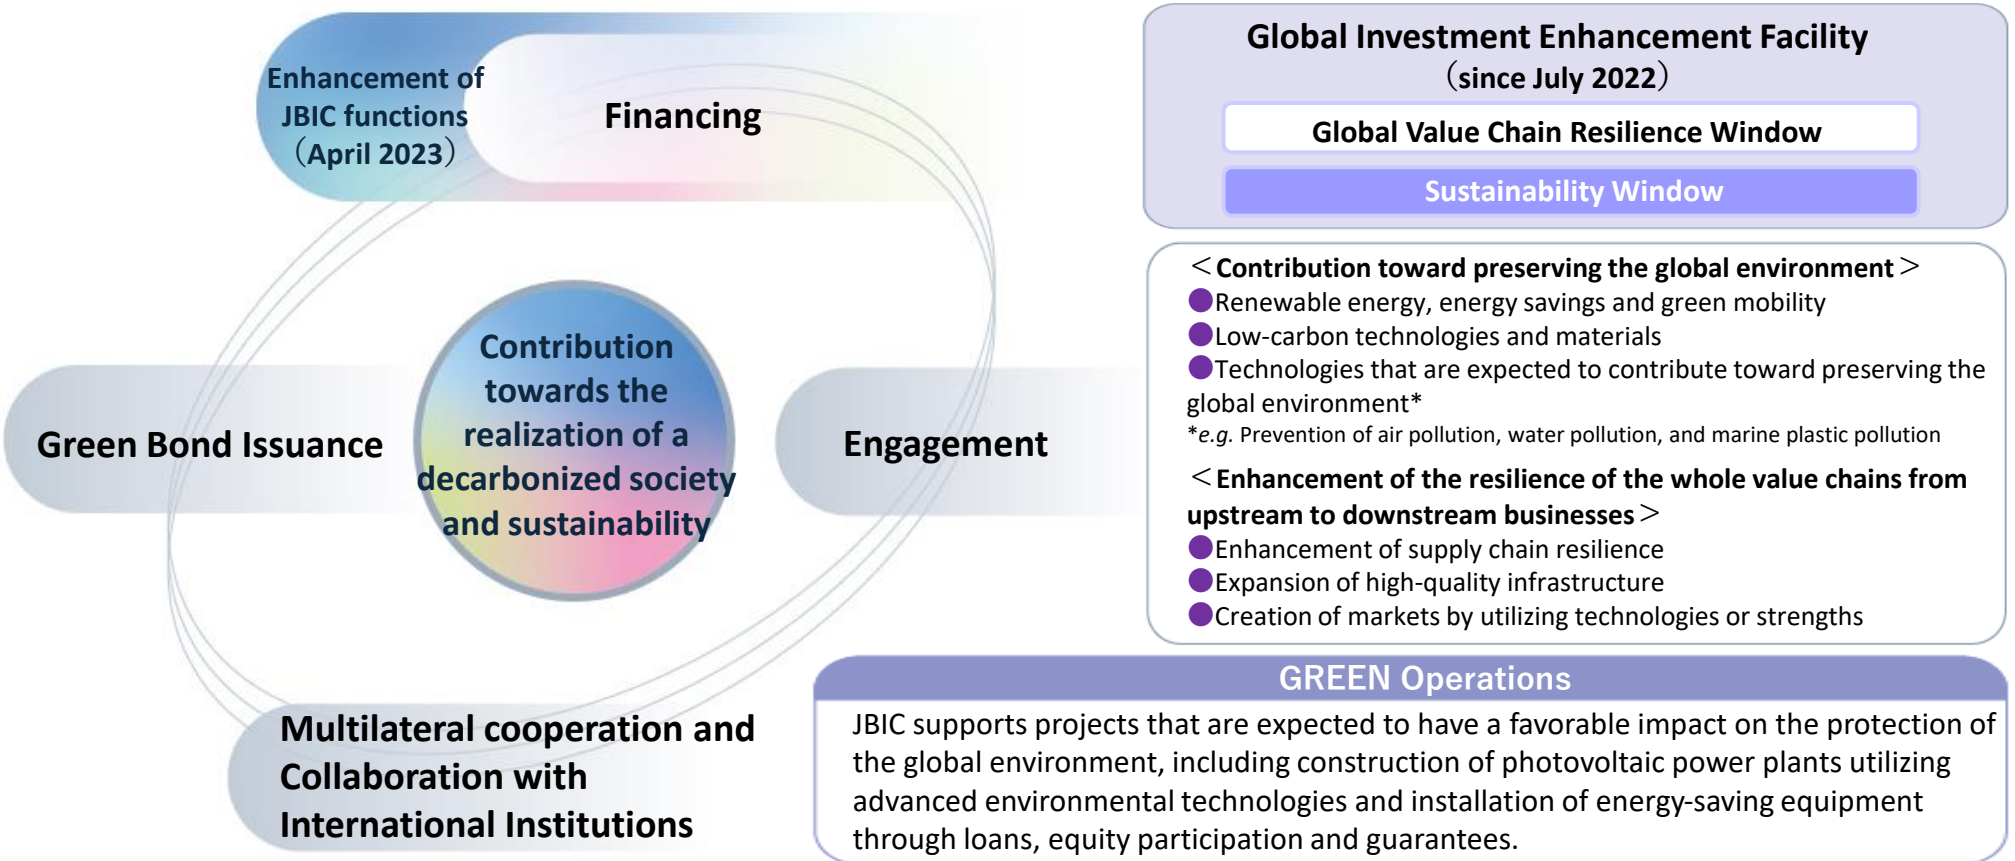 Enhancement of
JBIC functions
（April 2023）
Financing
Green Bond Issuance
Contribution
towards the
realization of a
decarbonized society
and sustainability
Engagement
Multilateral cooperation and
Collaboration with
International Institutions
Global Investment Enhancement Facility
（since July 2022）
Global Value Chain Resilience Window
Sustainability Window
＜Contribution toward preserving the global environment＞
●Renewable energy, energy savings and green mobility
●Low-carbon technologies and materials
●Technologies that are expected to contribute toward preserving the
global environment*
*e.g. Prevention of air pollution, water pollution, and marine plastic pollution
＜Enhancement of the resilience of the whole value chains from
upstream to downstream businesses＞
●Enhancement of supply chain resilience
●Expansion of high-quality infrastructure
●Creation of markets by utilizing technologies or strengths
GREEN Operations
JBIC supports projects that are expected to have a favorable impact on the protection of
the global environment, including construction of photovoltaic power plants utilizing
advanced environmental technologies and installation of energy-saving equipment
through loans, equity participation and guarantees.